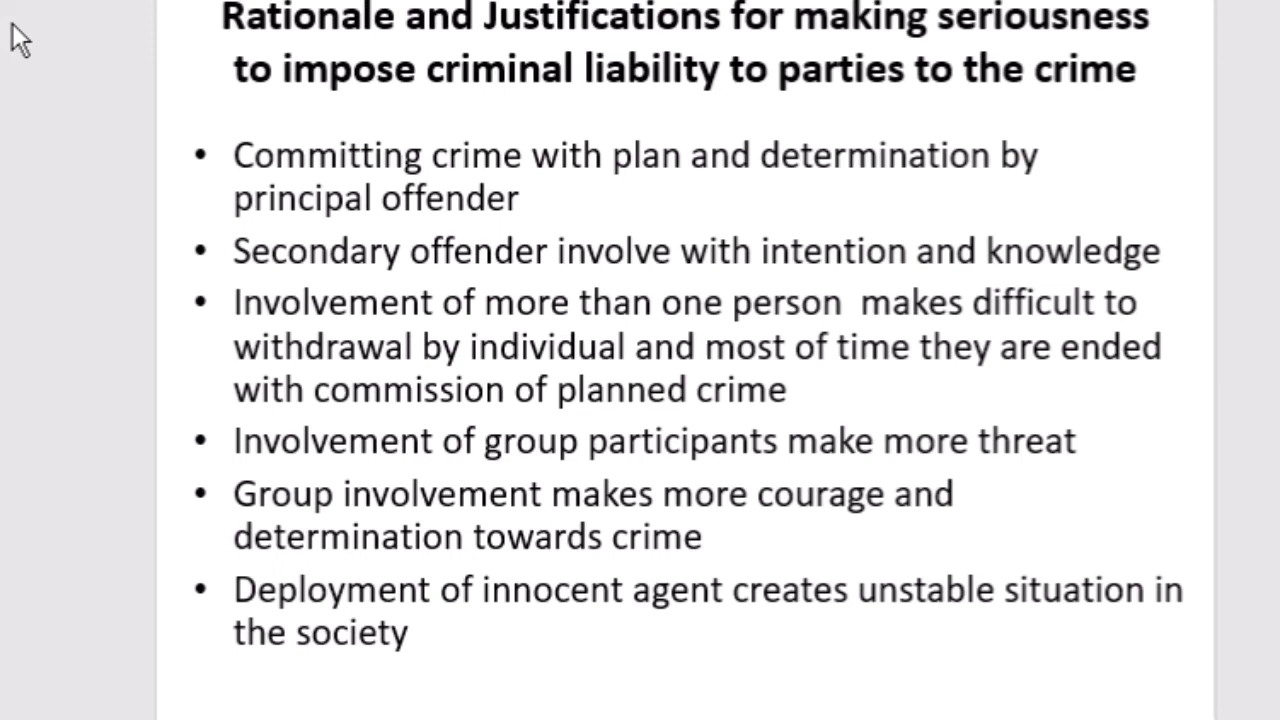 Rationale and Justifications for making seriousness
to impose criminal liability to parties to the crime
• Committing crime with plan and determination by
principal offender
• Secondary offender involve with intention and knowledge
• Involvement of more than one person  makes difficult to
withdrawal by individual and most of time they are ended
with commission of planned crime
• Involvement of group participants make more threat
• Group involvement makes more courage and
determination towards crime
• Deployment of innocent agent creates unstable situation in
the society